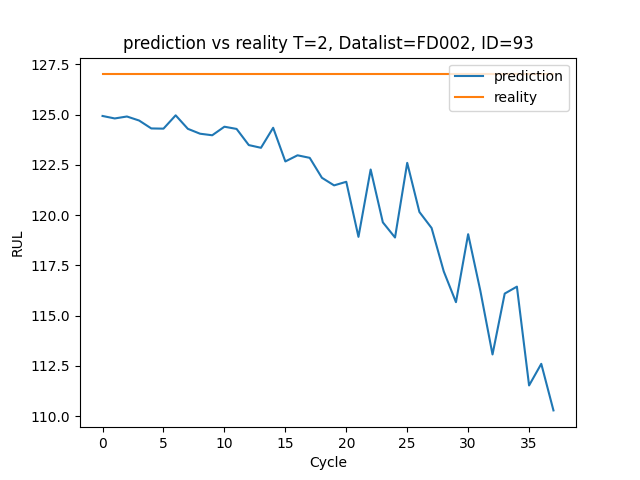 prediction vs reality T=2, Datalist=FD002, ID=93
prediction
reality
127.5
125.0
122.5
120.0
117.5
115.0
112.5
110.0
RUL
0 5 10 15 20 25 30 35
Cycle